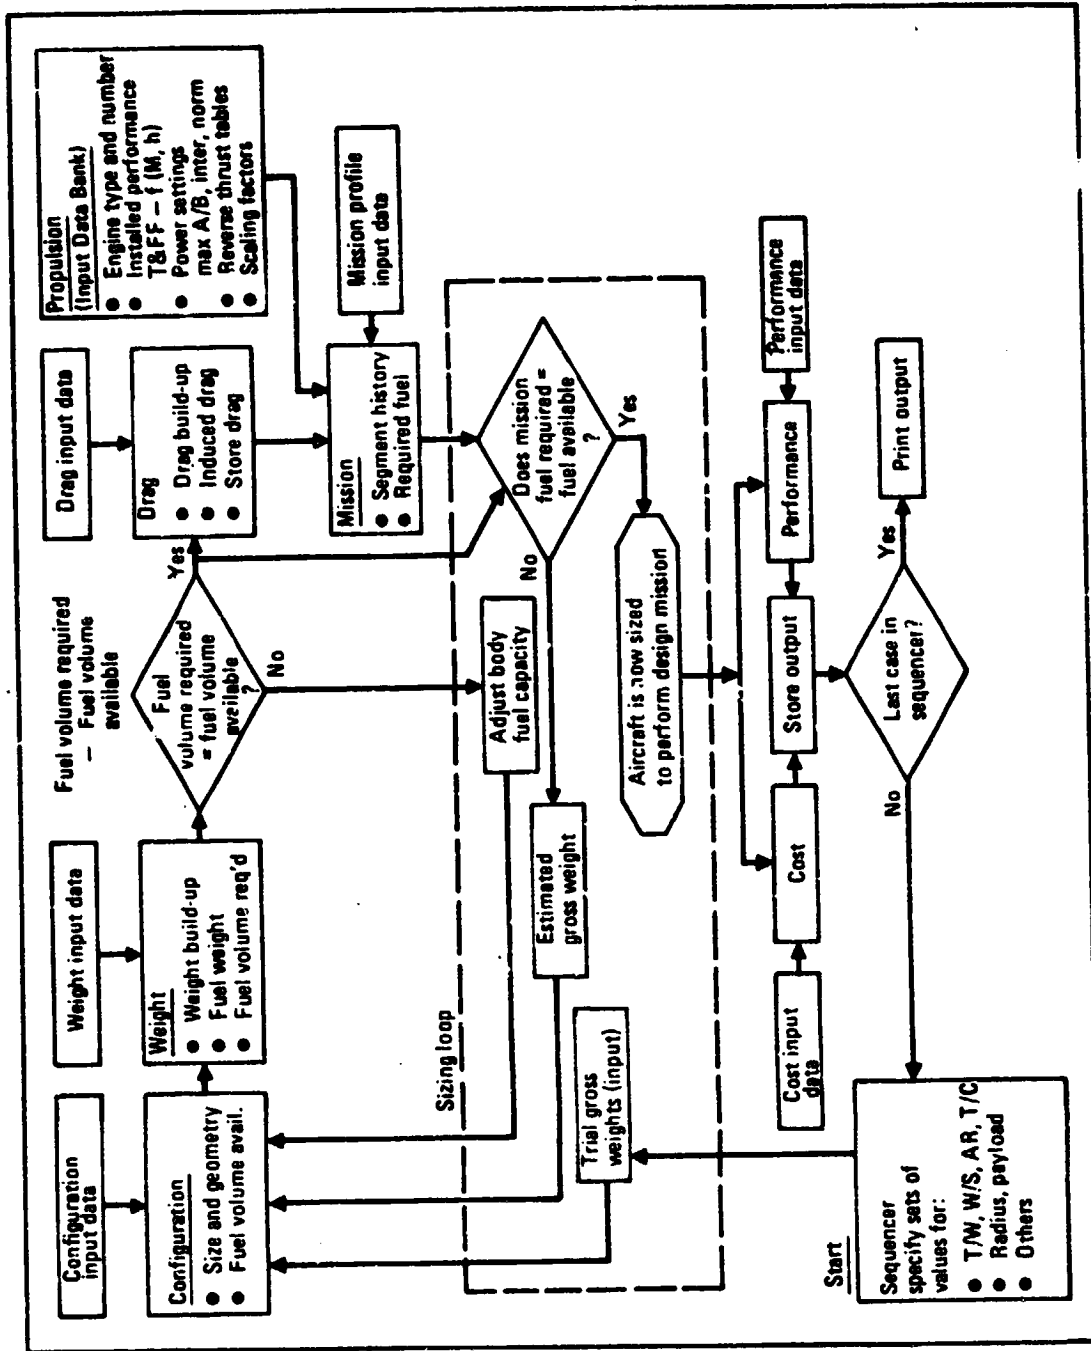 Configuration
input data
Weight input data
Fuel volume required
– Fuel volume
available
Drag input data
Propulsion
(Input Data Bank)
● Engine type and number
● Installed performance
T&FF – f (M, h)
● Power settings
max A/B, inter, norm
● Reverse thrust tables
● Scaling factors
Configuration
● Size and geometry
● Fuel volume avail.
Weight
● Weight build-up
● Fuel weight
● Fuel volume req'd
Fuel
volume required
= fuel volume
available
?
Yes
No
Drag
● Drag build-up
● Induced drag
● Store drag
Mission
● Segment history
● Required fuel
Mission profile
input data
Sizing loop
Adjust body
fuel capacity
Does mission
fuel required =
fuel available
?
No
Yes
Estimated
gross weight
Trial gross
weights (input)
Aircraft is now sized
to perform design mission
Cost input
data
Cost
Store output
Performance
Performance
input data
Last case in
sequencer?
No
Yes
Print output
Start
Sequencer
specify sets of
values for:
● T/W, W/S, AR, T/C
● Radius, payload
● Others